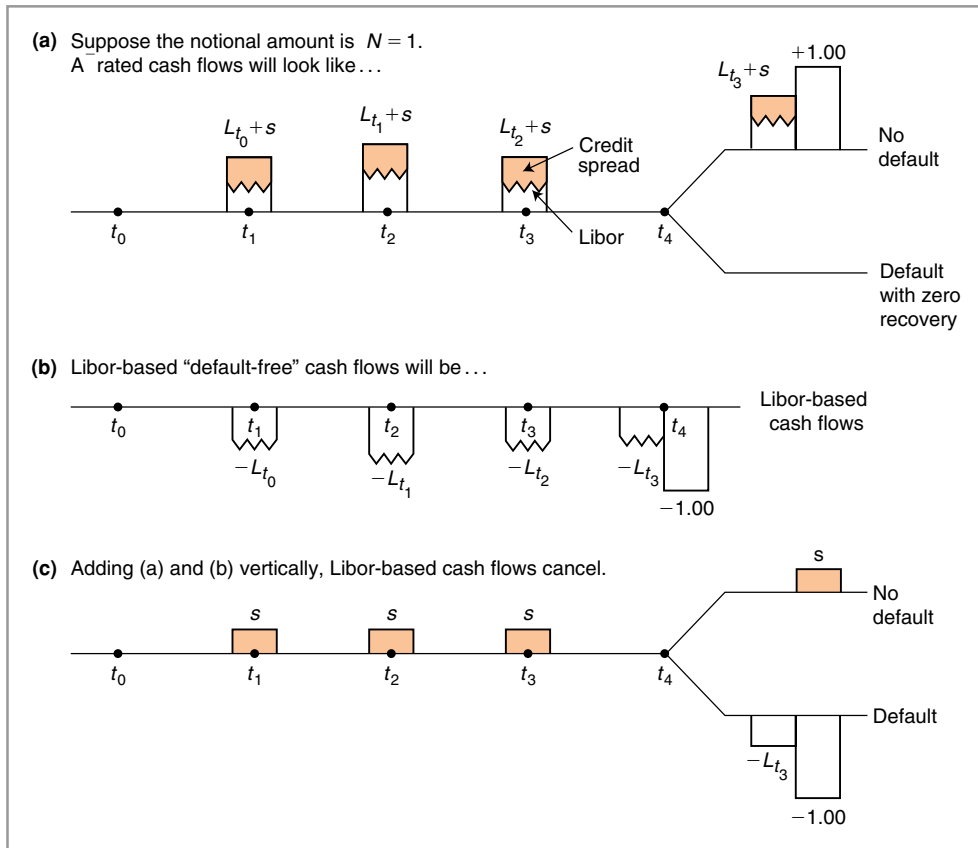 (a) Suppose the notional amount is N = 1.
A⁻rated cash flows will look like...
L_{t_0}+s
L_{t_1}+s
L_{t_2}+s
Credit
spread
Libor
L_{t_3}+s
+1.00
No
default
t_0
t_1
t_2
t_3
t_4
Default
with zero
recovery
(b) Libor-based “default-free” cash flows will be...
Libor-based
cash flows
t_0
t_1
t_2
t_3
t_4
−L_{t_0}
−L_{t_1}
−L_{t_2}
−L_{t_3}
−1.00
(c) Adding (a) and (b) vertically, Libor-based cash flows cancel.
s
s
s
s
No
default
t_0
t_1
t_2
t_3
t_4
Default
−L_{t_3}
−1.00